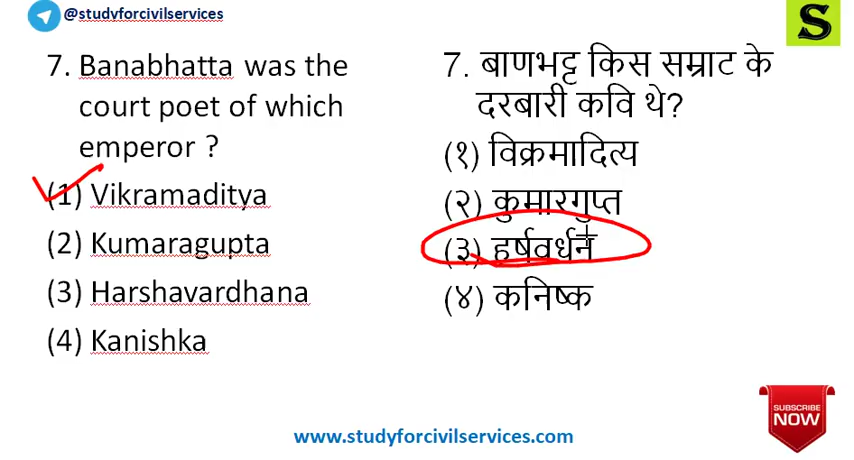 @studyforcivilservices
S
7. Banabhatta was the
court poet of which
emperor ?
(1) Vikramaditya
(2) Kumaragupta
(3) Harshavardhana
(4) Kanishka
7. बाणभट्ट किस सम्राट के
दरबारी कवि थे?
(१) विक्रमादित्य
(२) कुमारगुप्त
(३) हर्षवर्धन
(४) कनिष्क
SUBSCRIBE
NOW
www.studyforcivilservices.com